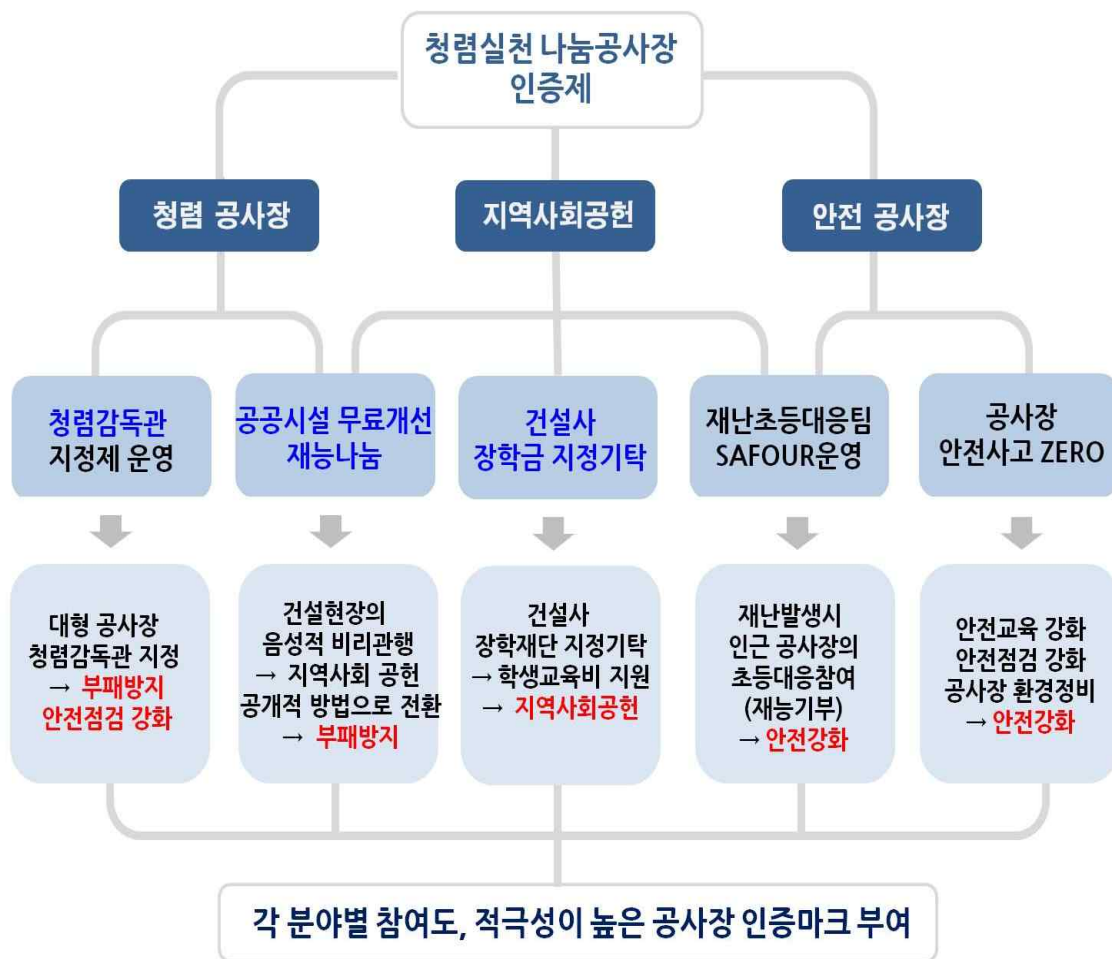 청렴실천 나눔공사장
인증제
청렴 공사장
지역사회공헌
안전 공사장
청렴감독관
지정제 운영
공공시설 무료개선
재능나눔
건설사
장학금 지정기탁
재난초등대응팀
SAFOUR운영
공사장
안전사고 ZERO
대형 공사장
청렴감독관 지정
→ 부패방지
안전점검 강화
건설현장의
음성적 비리관행
→ 지역사회 공헌
공개적 방법으로 전환
→ 부패방지
건설사
장학재단 지정기탁
→학생교육비 지원
→ 지역사회공헌
재난발생시
인근 공사장의
초등대응참여
(재능기부)
→안전강화
안전교육 강화
안전점검 강화
공사장 환경정비
→안전강화
각 분야별 참여도, 적극성이 높은 공사장 인증마크 부여